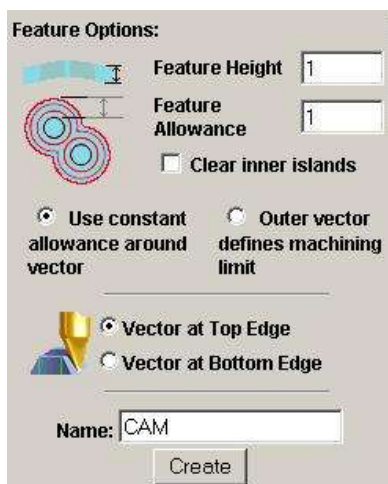 Feature Options:
Feature Height 1
Feature
Allowance 1
Clear inner islands
Use constant
allowance around
vector
Outer vector
defines machining
limit
Vector at Top Edge
Vector at Bottom Edge
Name: CAM
Create